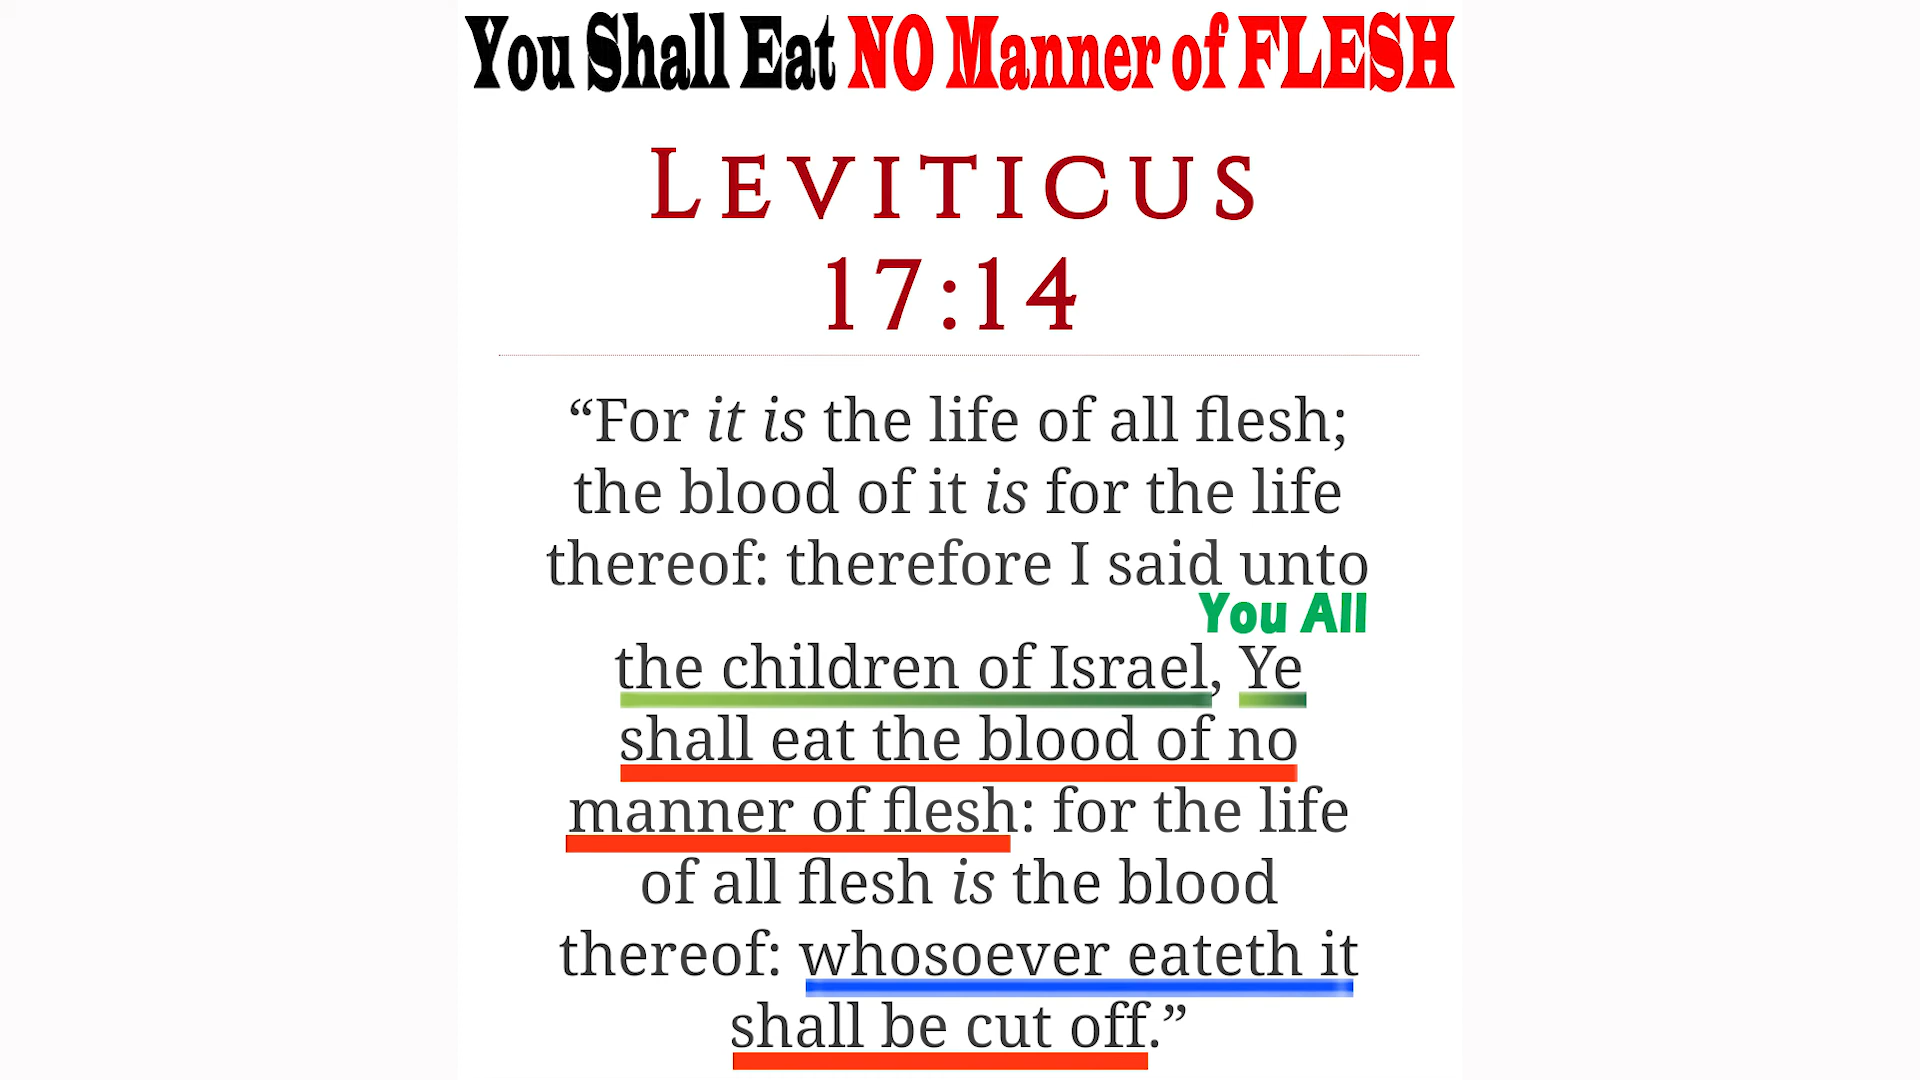 You Shall Eat NO Manner of FLESH
LEVITICUS
17:14
“For it is the life of all flesh;
the blood of it is for the life
thereof: therefore I said unto
You All
the children of Israel, Ye
shall eat the blood of no
manner of flesh: for the life
of all flesh is the blood
thereof: whosoever eateth it
shall be cut off.”